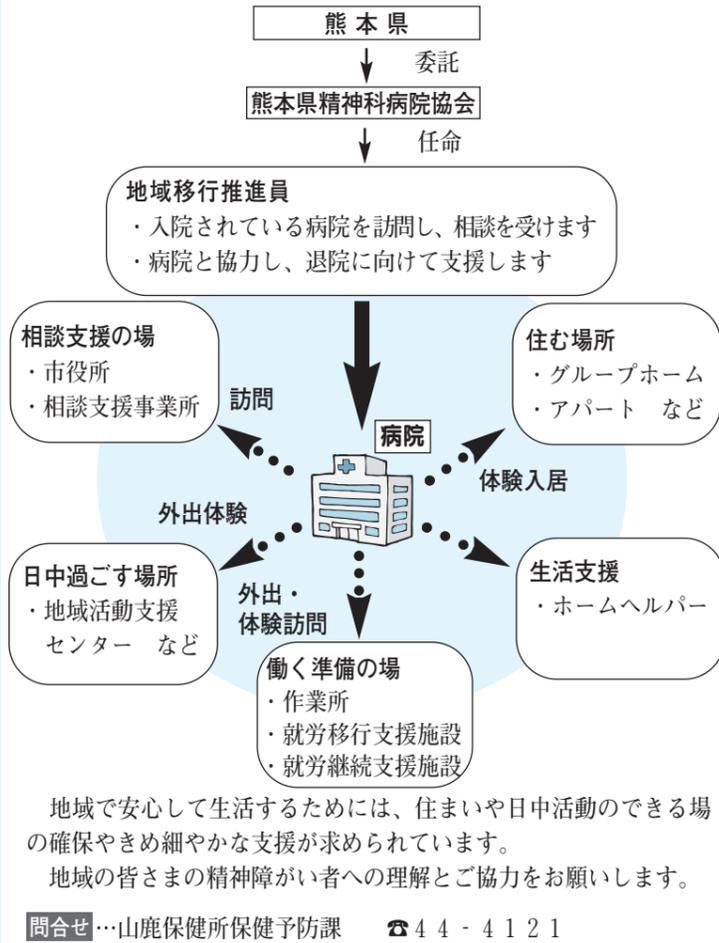 熊本県
委託
熊本県精神科病院協会
任命
地域移行推進員
・入院されている病院を訪問し、相談を受けます
・病院と協力し、退院に向けて支援します
相談支援の場
・市役所
・相談支援事業所
訪問
住む場所
・グループホーム
・アパート　など
病院
体験入居
外出体験
日中過ごす場所
・地域活動支援
センター　など
外出・
体験訪問
生活支援
・ホームヘルパー
働く準備の場
・作業所
・就労移行支援施設
・就労継続支援施設
地域で安心して生活するためには、住まいや日中活動のできる場
の確保やきめ細やかな支援が求められています。
地域の皆さまの精神障がい者への理解とご協力をお願いします。
問合せ…山鹿保健所保健予防課　☎44-4121